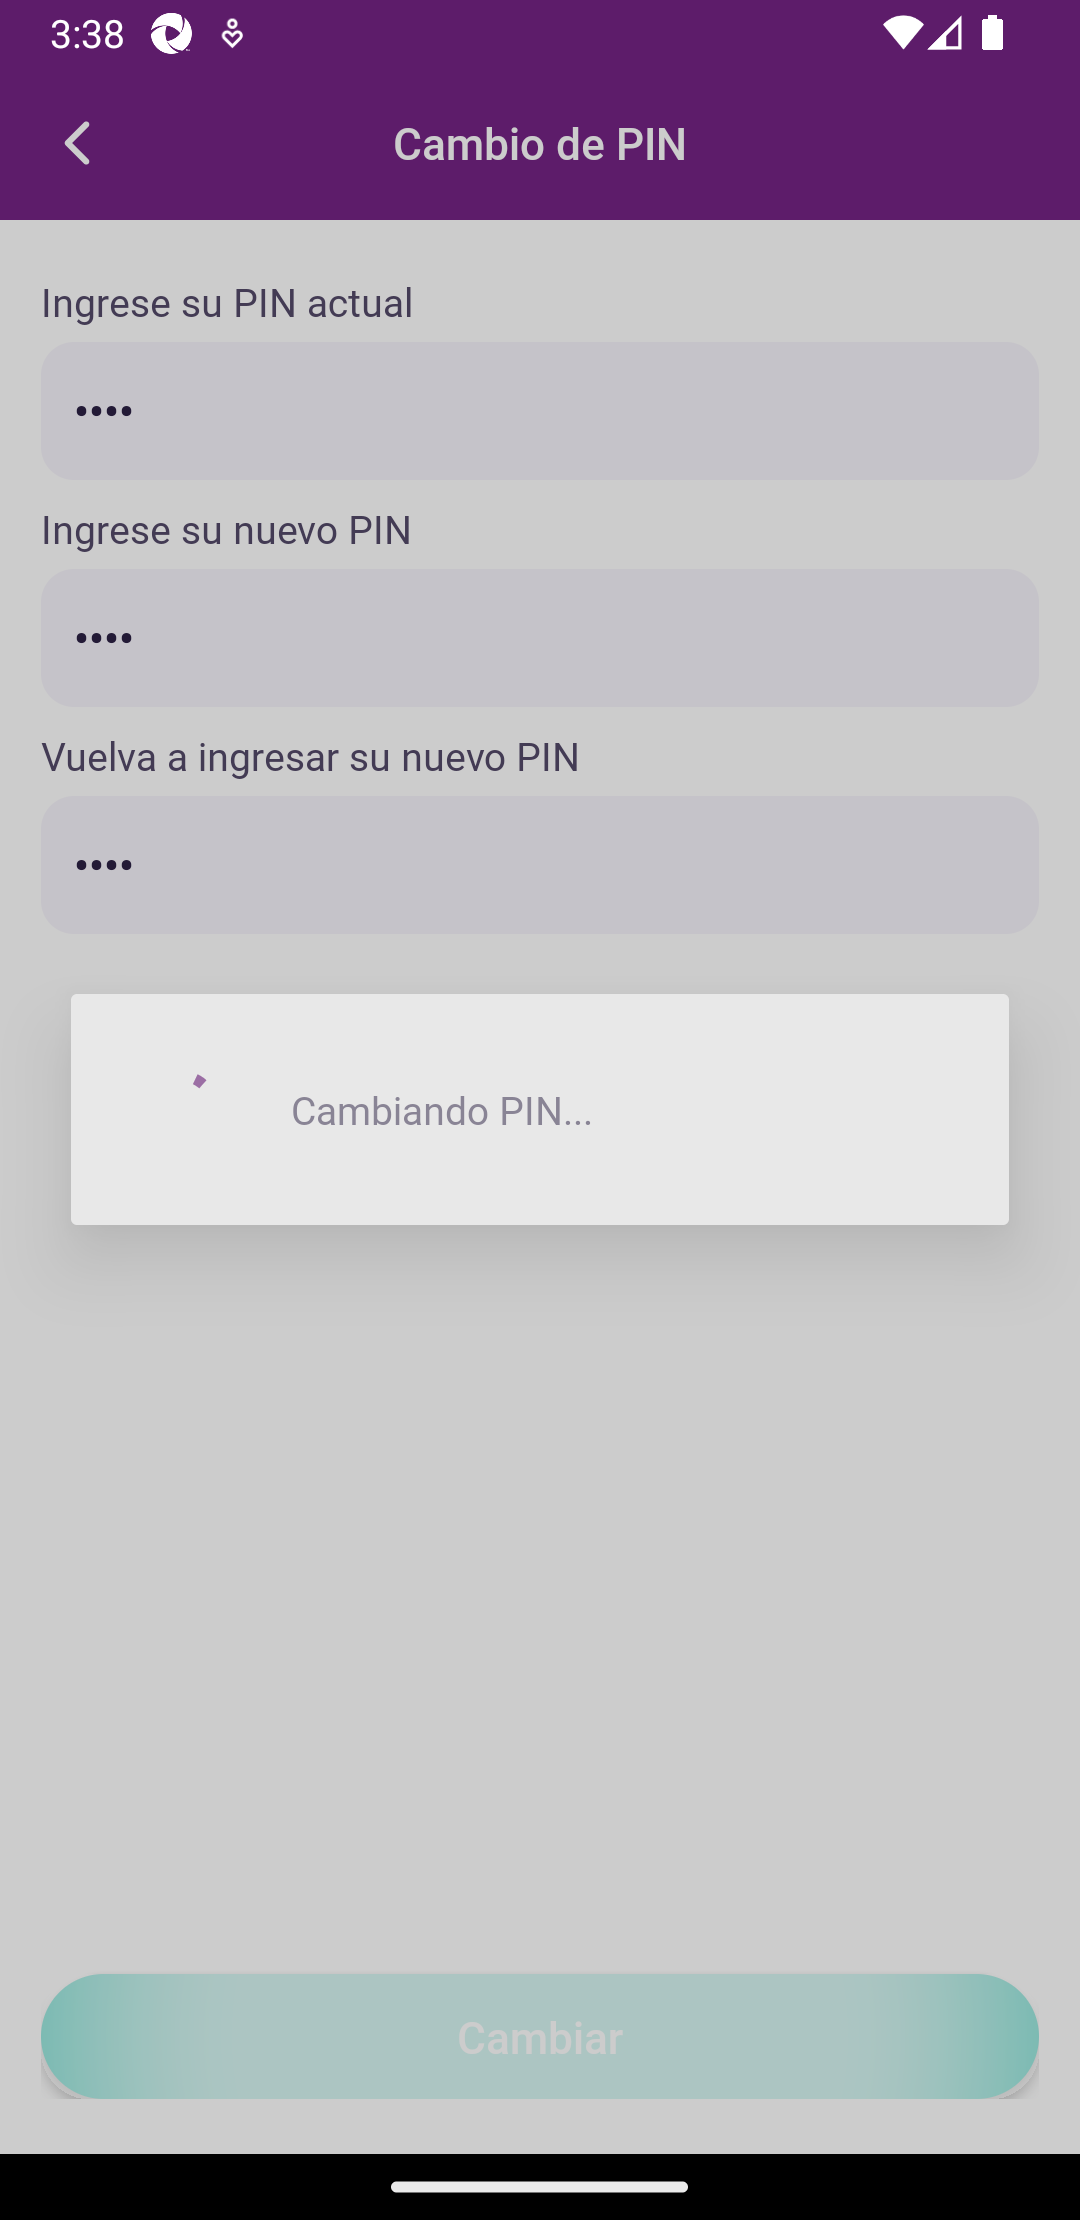 3:38
Cambio de PIN
Ingrese su PIN actual
••••
Ingrese su nuevo PIN
••••
Vuelva a ingresar su nuevo PIN
••••
Cambiando PIN...
Cambiar